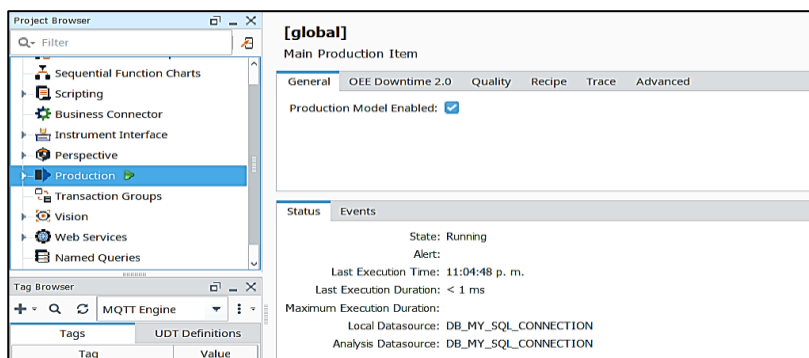 Project Browser
Filter
Sequential Function Charts
Scripting
Business Connector
Instrument Interface
Perspective
Production
Transaction Groups
Vision
Web Services
Named Queries
Tag Browser
MQTT Engine
Tags UDT Definitions
Tag Value
[global]
Main Production Item
General OEE Downtime 2.0 Quality Recipe Trace Advanced
Production Model Enabled:
Status Events
State: Running
Alert:
Last Execution Time: 11:04:48 p. m.
Last Execution Duration: < 1 ms
Maximum Execution Duration:
Local Datasource: DB_MY_SQL_CONNECTION
Analysis Datasource: DB_MY_SQL_CONNECTION